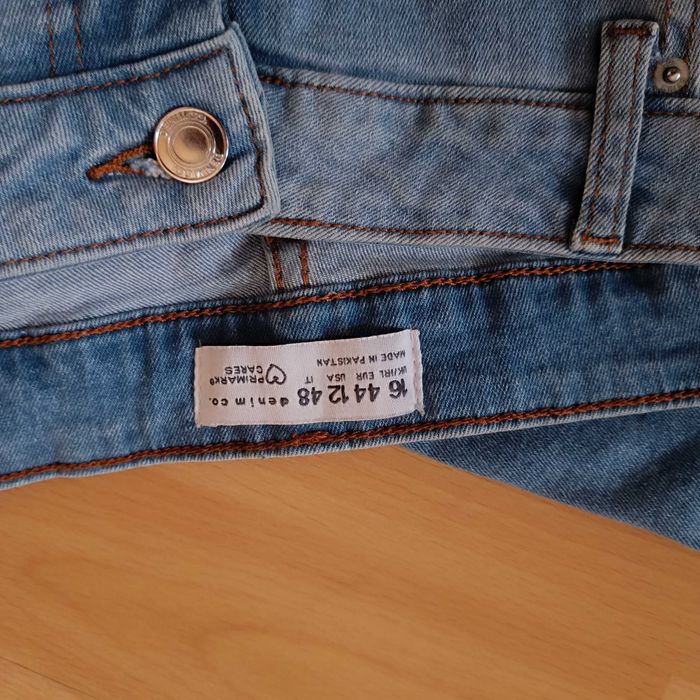 16 44 12 48 denim co.
UK/IRL EUR USA IT PRIMARK®
MADE IN PAKISTAN CARES